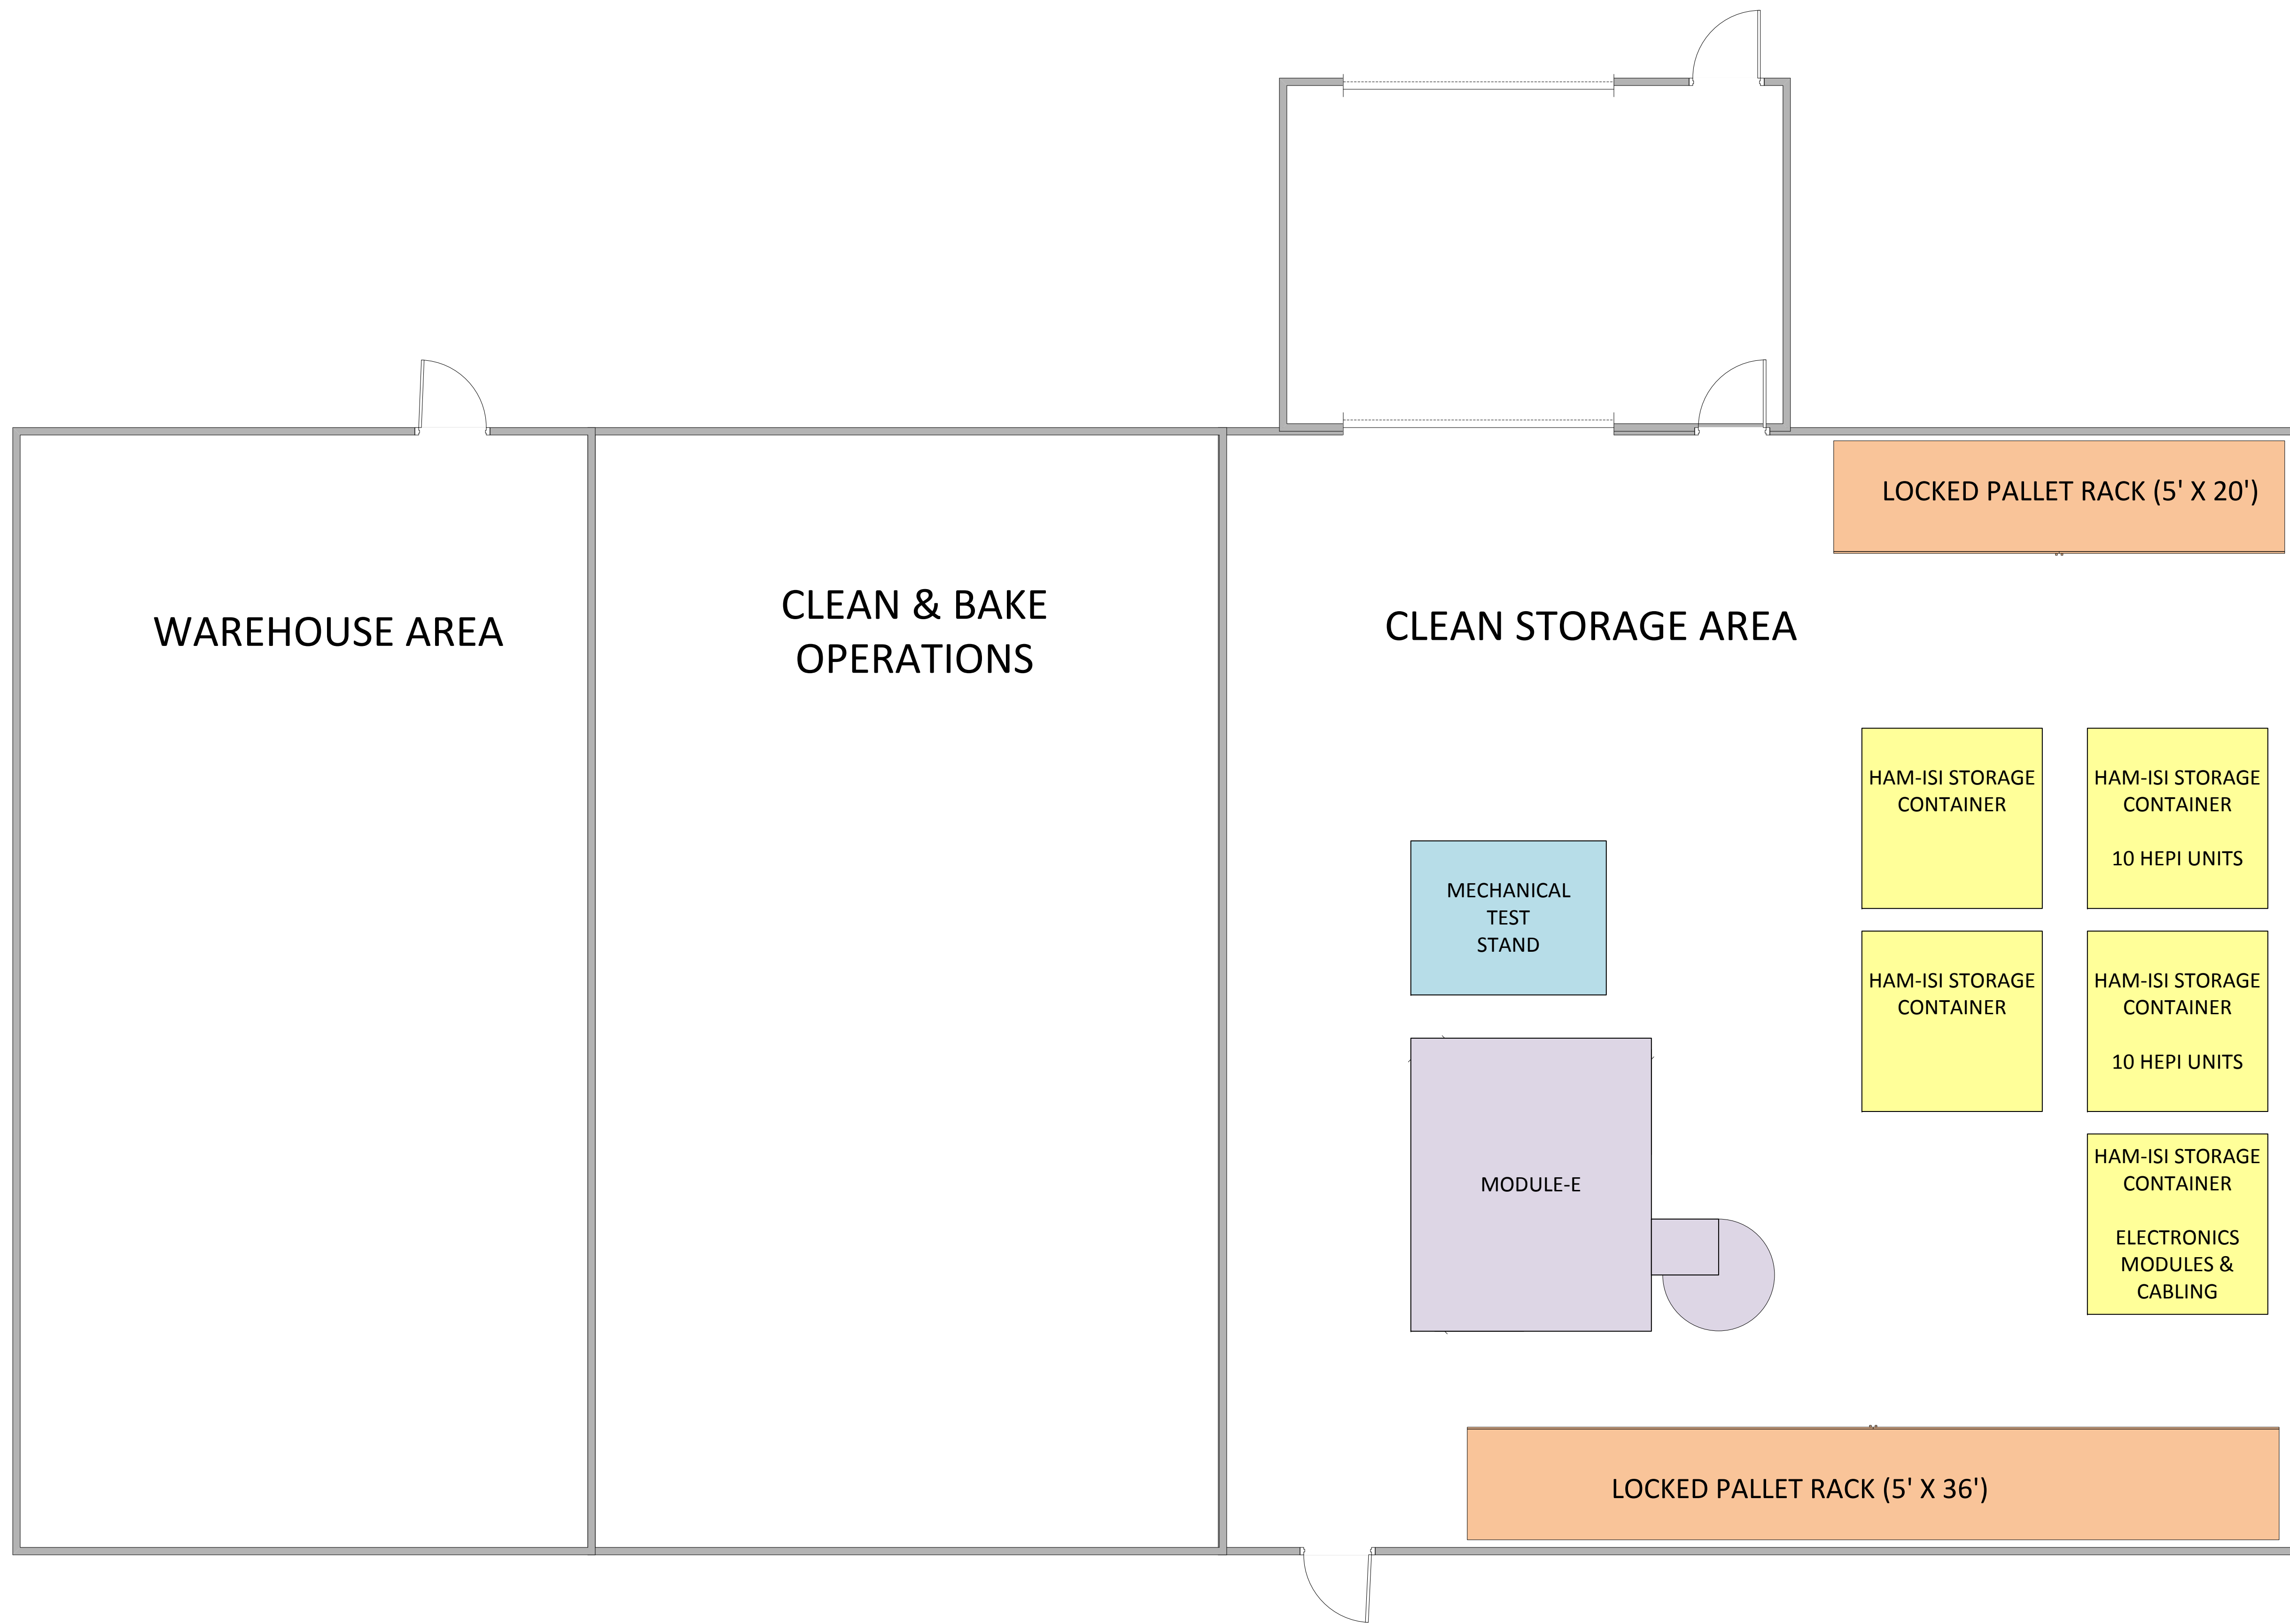 LOCKED PALLET RACK (5' X 20')
WAREHOUSE AREA
CLEAN & BAKE
OPERATIONS
CLEAN STORAGE AREA
HAM-ISI STORAGE
CONTAINER
HAM-ISI STORAGE
CONTAINER
10 HEPI UNITS
MECHANICAL
TEST
STAND
HAM-ISI STORAGE
CONTAINER
HAM-ISI STORAGE
CONTAINER
10 HEPI UNITS
MODULE-E
HAM-ISI STORAGE
CONTAINER
ELECTRONICS
MODULES &
CABLING
LOCKED PALLET RACK (5' X 36')